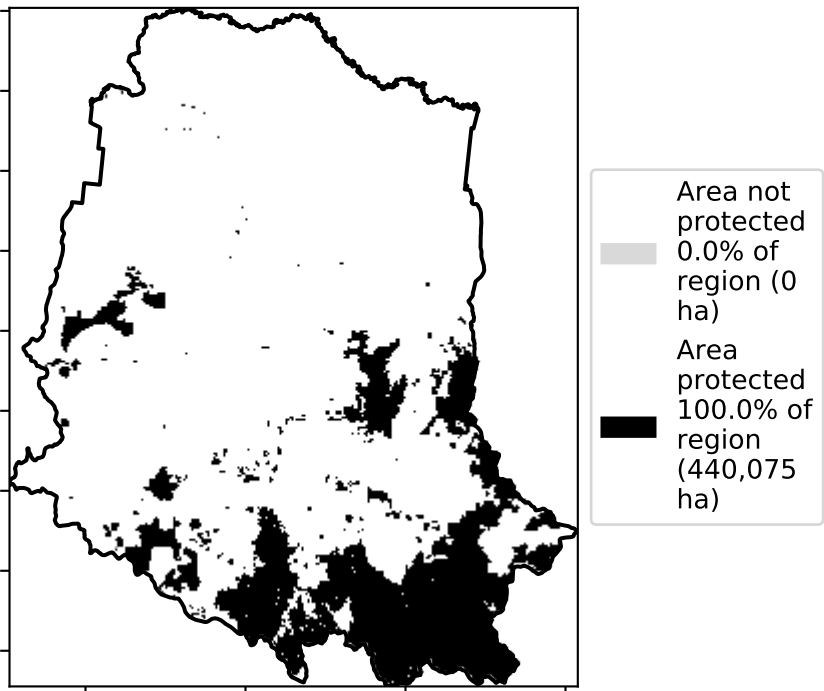 Area not
protected
0.0% of
region (0
ha)
Area
protected
100.0% of
region
(440,075
ha)